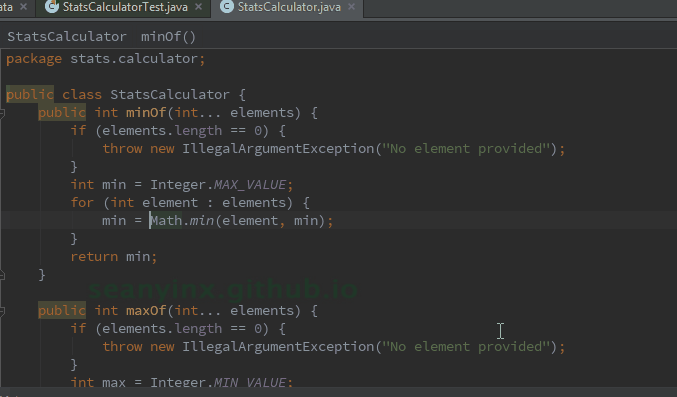 ata × StatsCalculatorTest.java × C StatsCalculator.java ×
StatsCalculator minOf()
package stats.calculator;
public class StatsCalculator {
public int minOf(int... elements) {
if (elements.length == 0) {
throw new IllegalArgumentException("No element provided");
}
int min = Integer.MAX_VALUE;
for (int element : elements) {
min = Math.min(element, min);
}
return min;
}
seanyinx.github.io
public int maxOf(int... elements) {
if (elements.length == 0) {
throw new IllegalArgumentException("No element provided");
}
int max = Integer.MIN_VALUE;